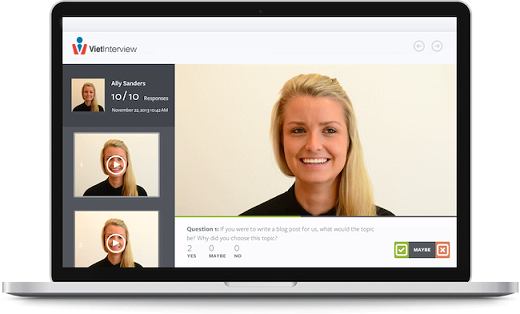 VietInterview
Ally Sanders
10/10 Responses
November 22, 2013 10:42 AM
Question 1: If you were to write a blog post for us, what would the topic
be? Why did you choose this topic?
2 0 0
YES MAYBE NO
MAYBE